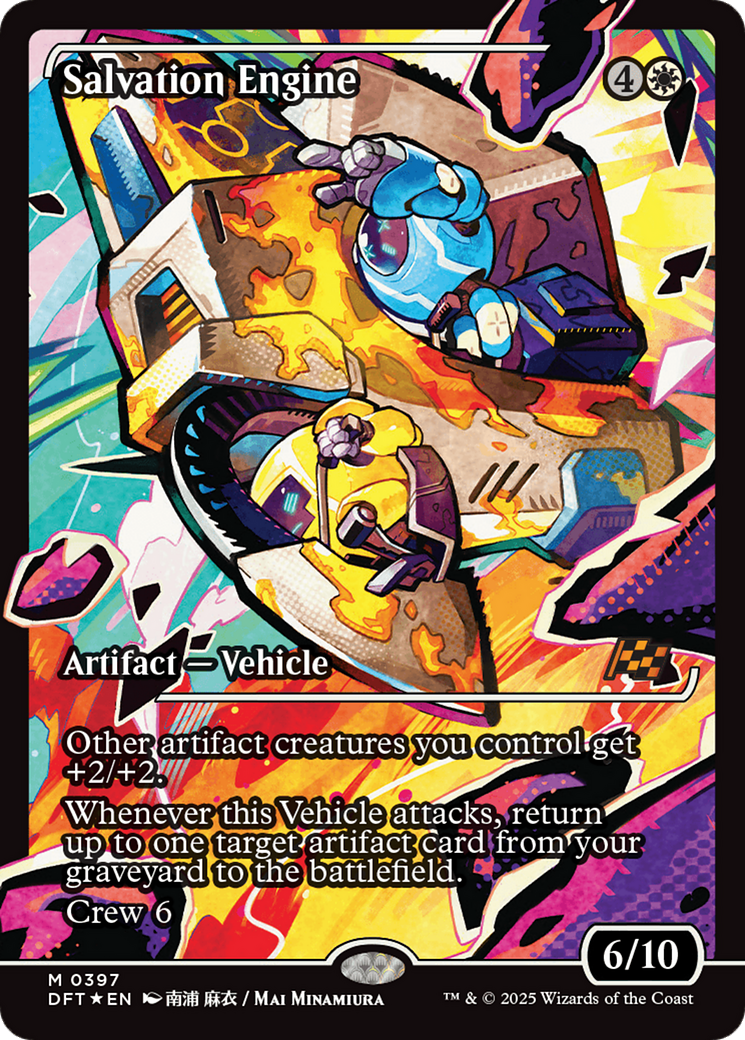 Salvation Engine 4
Artifact — Vehicle
Other artifact creatures you control get
+2/+2.
Whenever this Vehicle attacks, return
up to one target artifact card from your
graveyard to the battlefield.
Crew 6
6/10
M 0397
DFT★EN 南浦 麻衣 / Mai Minamiura
™ & © 2025 Wizards of the Coast